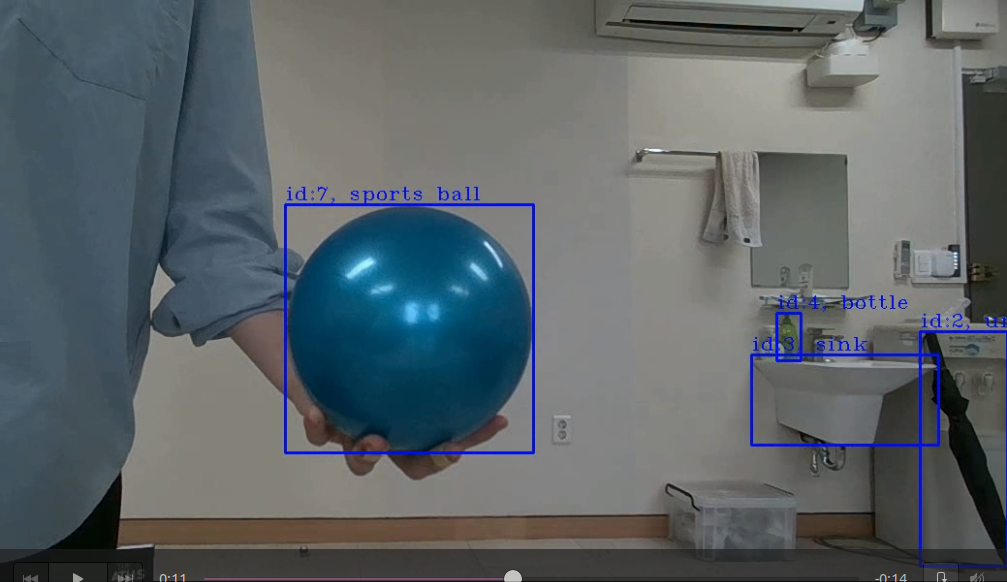 id:7, sports ball
id:4, bottle
id:2, u
id:3, sink
0:11
-0:14